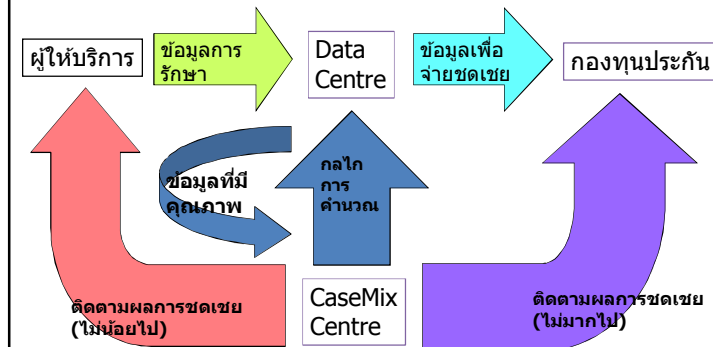 ผู้ให้บริการ
ข้อมูลการ
รักษา
Data
Centre
ข้อมูลเพื่อ
จ่ายชดเชย
กองทุนประกัน
ข้อมูลที่มี
คุณภาพ
กลไก
การ
คำนวณ
ติดตามผลการชดเชย
(ไม่น้อยไป)
CaseMix
Centre
ติดตามผลการชดเชย
(ไม่มากไป)